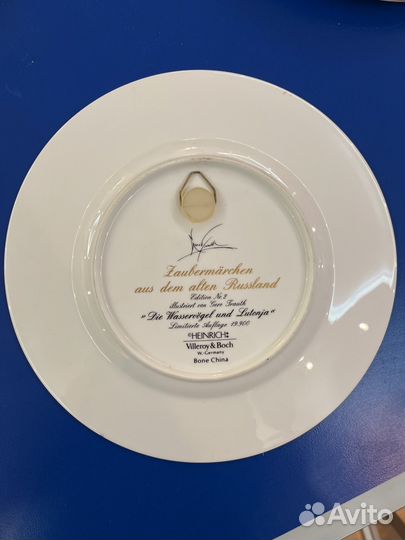 Zaubermärchen
aus dem alten Russland
Edition Nr. 2
illustriert von Gero Trauth
"Die Wasservögel und Lutonja"
Limitierte Auflage 19.900
©HEINRICH
Villeroy & Boch
W.-Germany
Bone China
Avito